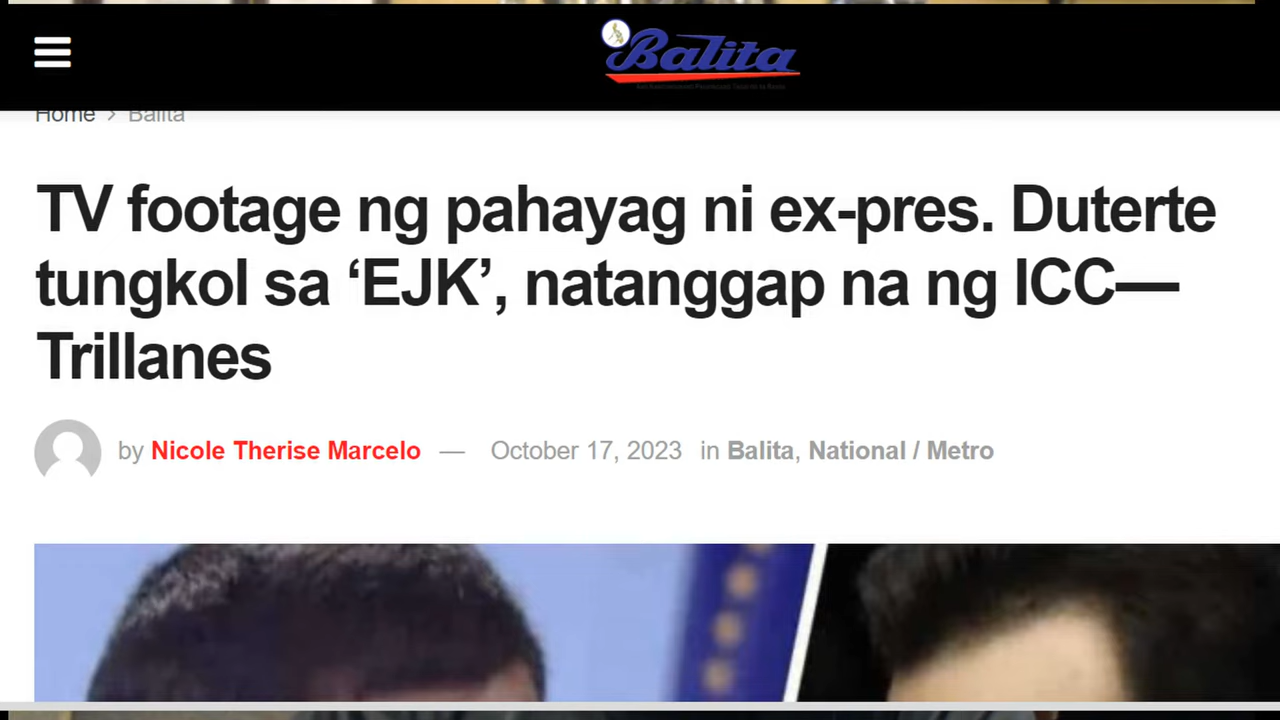 Balita
Home > Balita
TV footage ng pahayag ni ex-pres. Duterte
tungkol sa ‘EJK’, natanggap na ng ICC—
Trillanes
by Nicole Therise Marcelo — October 17, 2023 in Balita, National / Metro